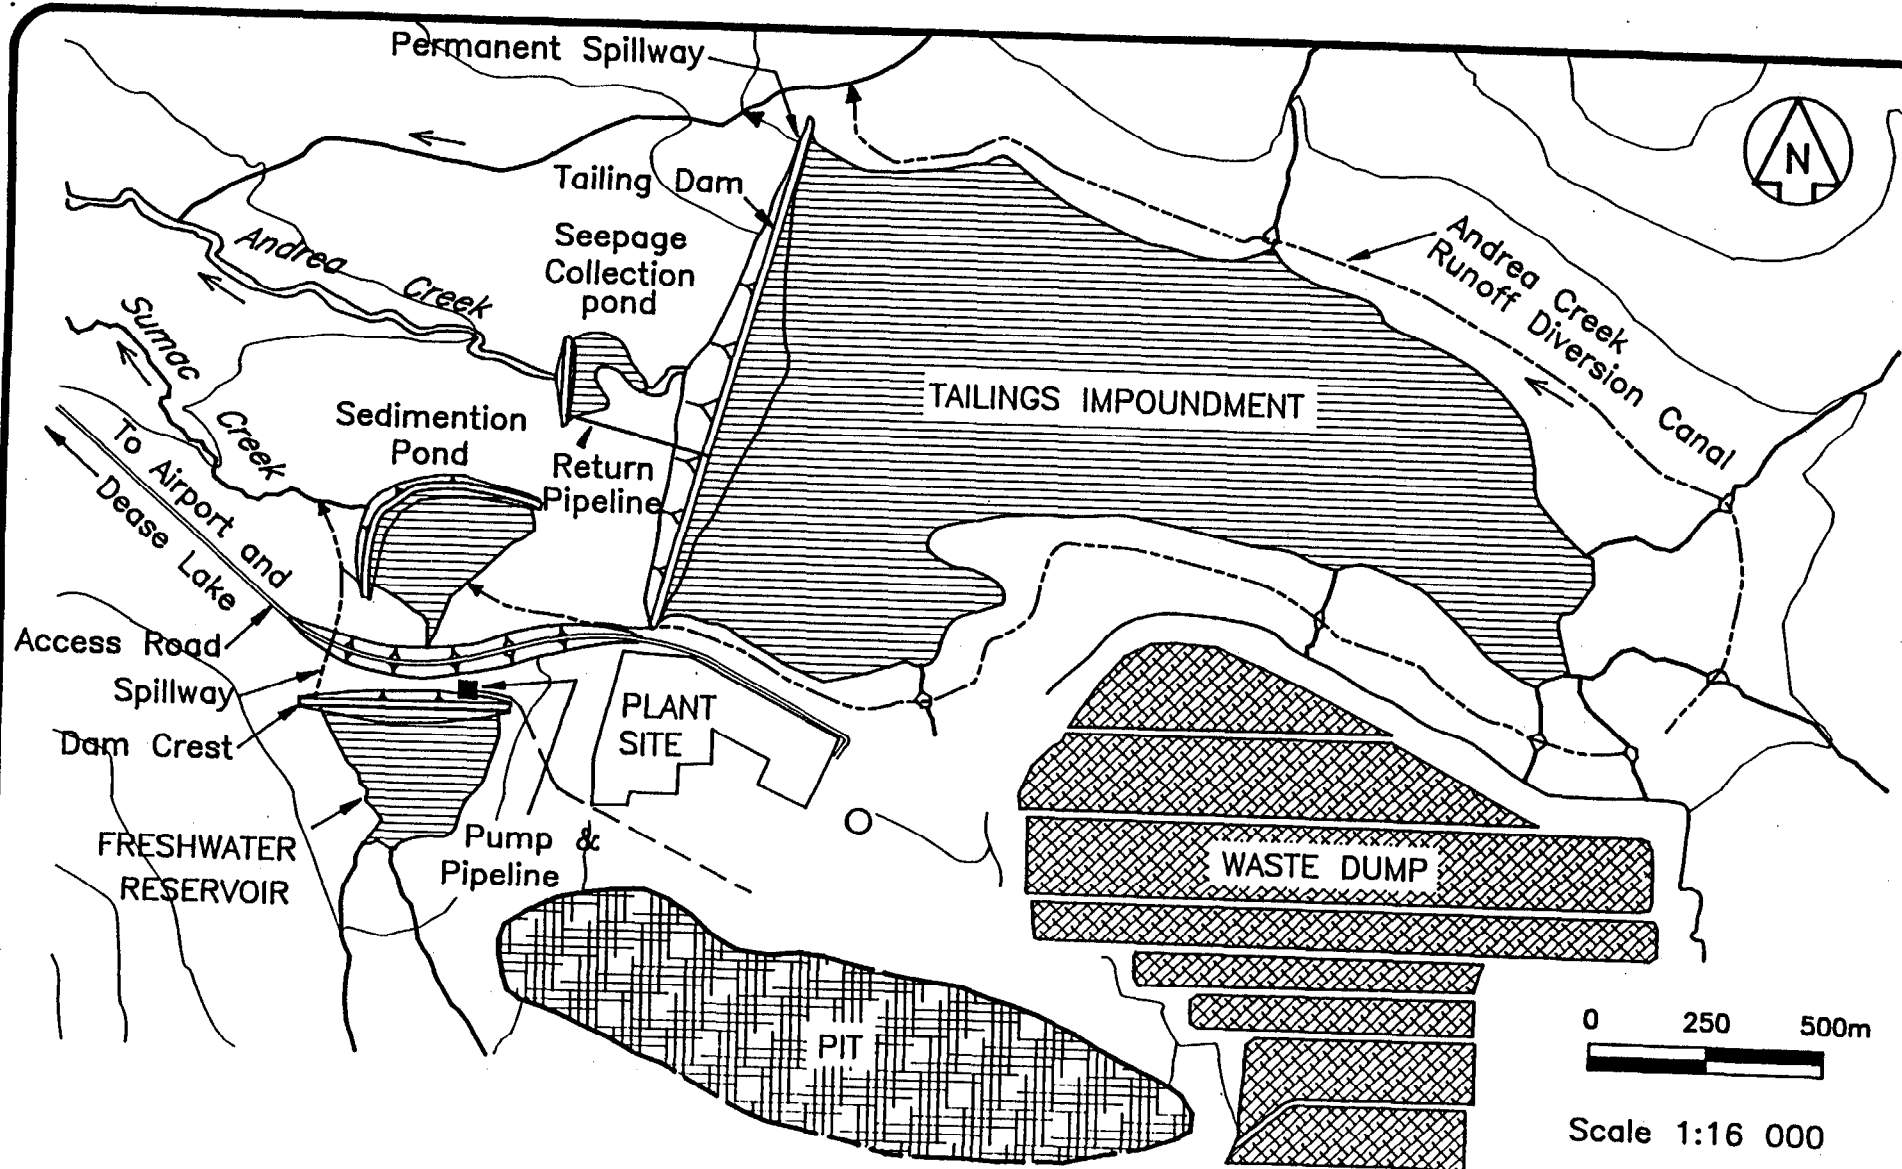 Permanent Spillway
N
Tailing Dam
Seepage
Collection
pond
Andrea Creek
Andrea Creek
Runoff Diversion Canal
Sumac
Creek
TAILINGS IMPOUNDMENT
Sedimention
Pond
Return
Pipeline
To Airport and
Dease Lake
Access Road
Spillway
Dam Crest
PLANT
SITE
FRESHWATER
RESERVOIR
Pump &
Pipeline
WASTE DUMP
PIT
0 250 500m
Scale 1:16 000